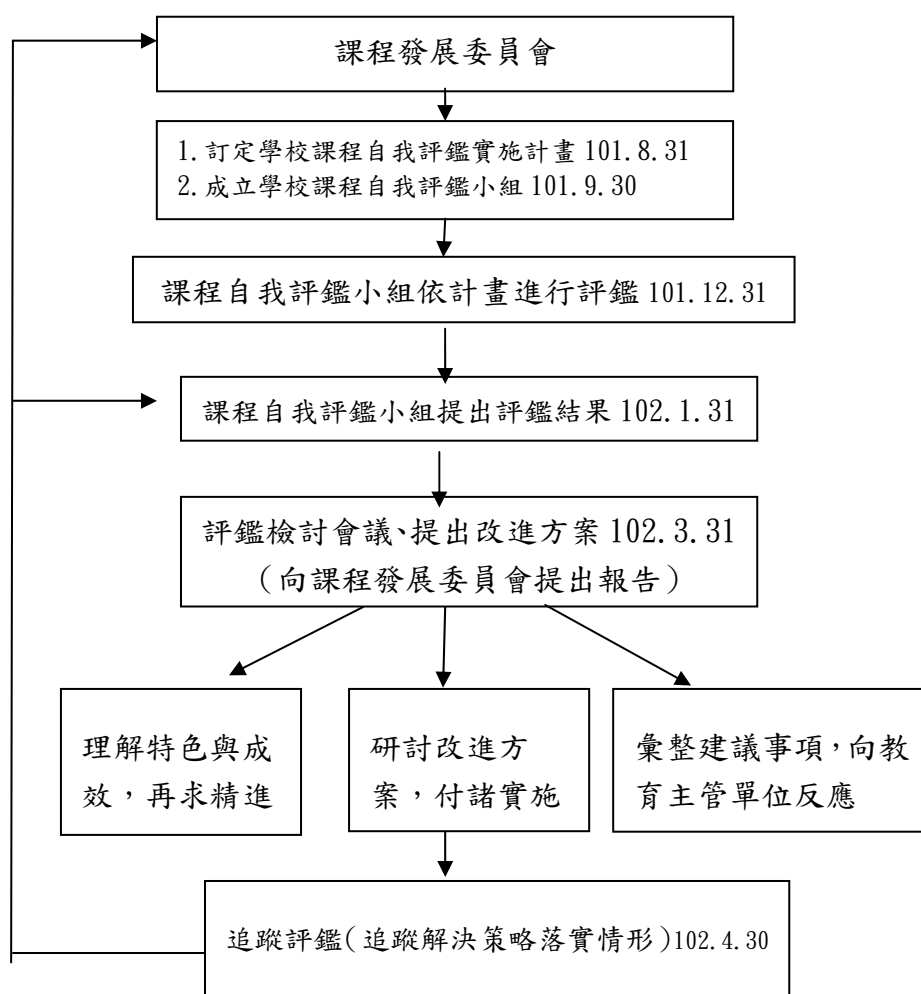 課程發展委員會
1.訂定學校課程自我評鑑實施計畫 101.8.31
2.成立學校課程自我評鑑小組 101.9.30
課程自我評鑑小組依計畫進行評鑑 101.12.31
課程自我評鑑小組提出評鑑結果 102.1.31
評鑑檢討會議、提出改進方案 102.3.31
（向課程發展委員會提出報告）
理解特色與成
效，再求精進
研討改進方
案，付諸實施
彙整建議事項，向教
育主管單位反應
追蹤評鑑(追蹤解決策略落實情形)102.4.30